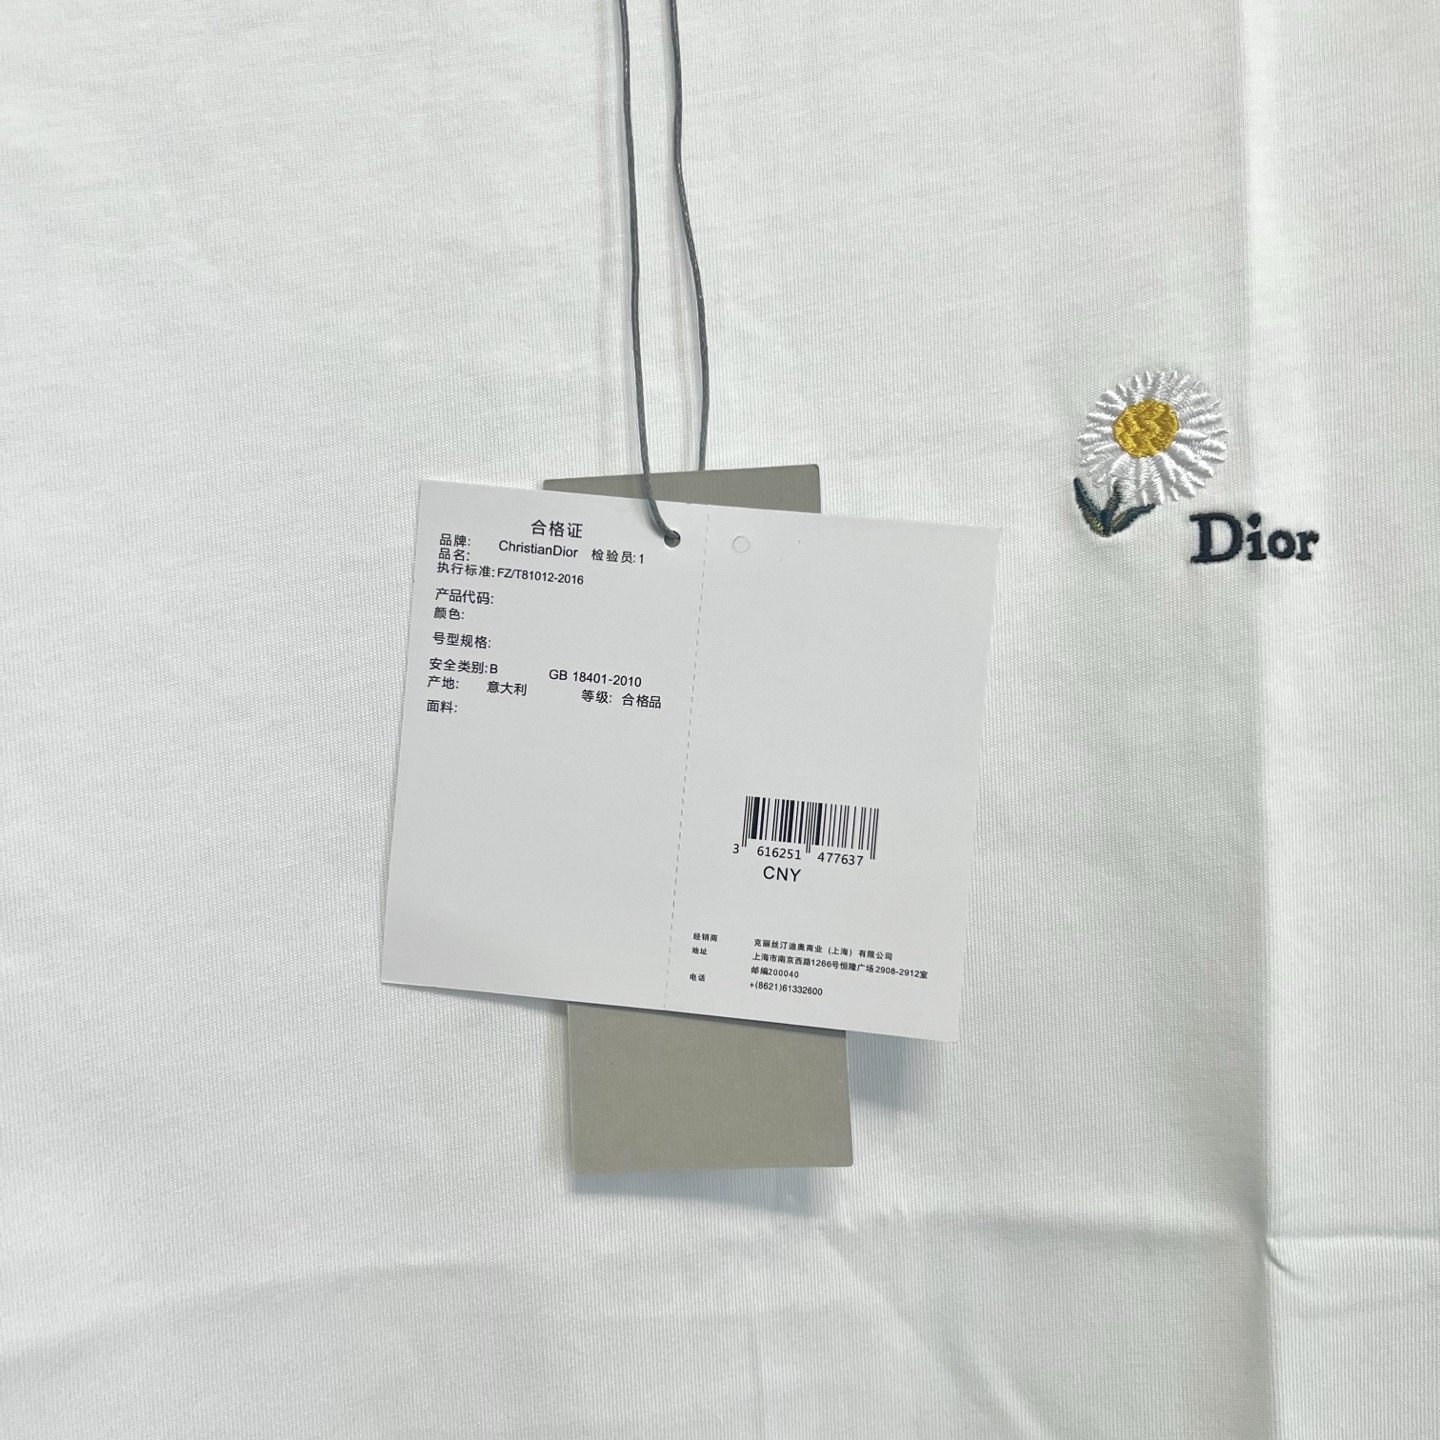 合格证
品牌: ChristianDior 检验员:1
品名:
执行标准:FZ/T81012-2016
产品代码:
颜色:
号型规格:
安全类别:B GB 18401-2010
产地: 意大利 等级: 合格品
面料:
3 616251 477637
CNY
经销商 克丽丝汀迪奥商业（上海）有限公司
地址 上海市南京西路1266号恒隆广场2908-2912室
邮编200040
电话 +(8621)61332600
Dior